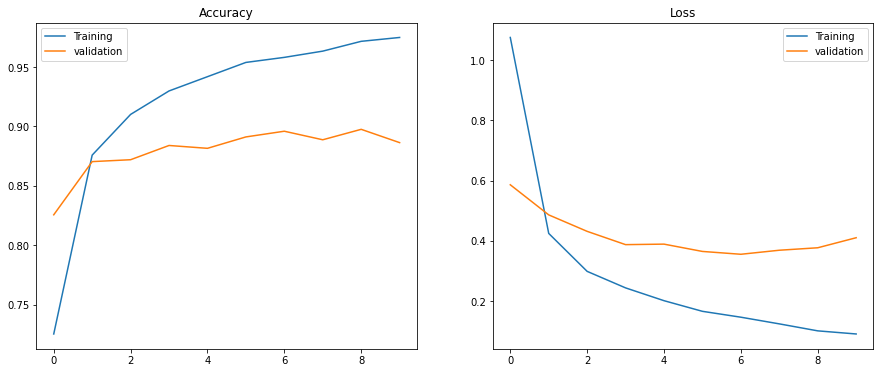 Accuracy
Training
validation
0.95
0.90
0.85
0.80
0.75
0 2 4 6 8
Loss
Training
validation
1.0
0.8
0.6
0.4
0.2
0 2 4 6 8